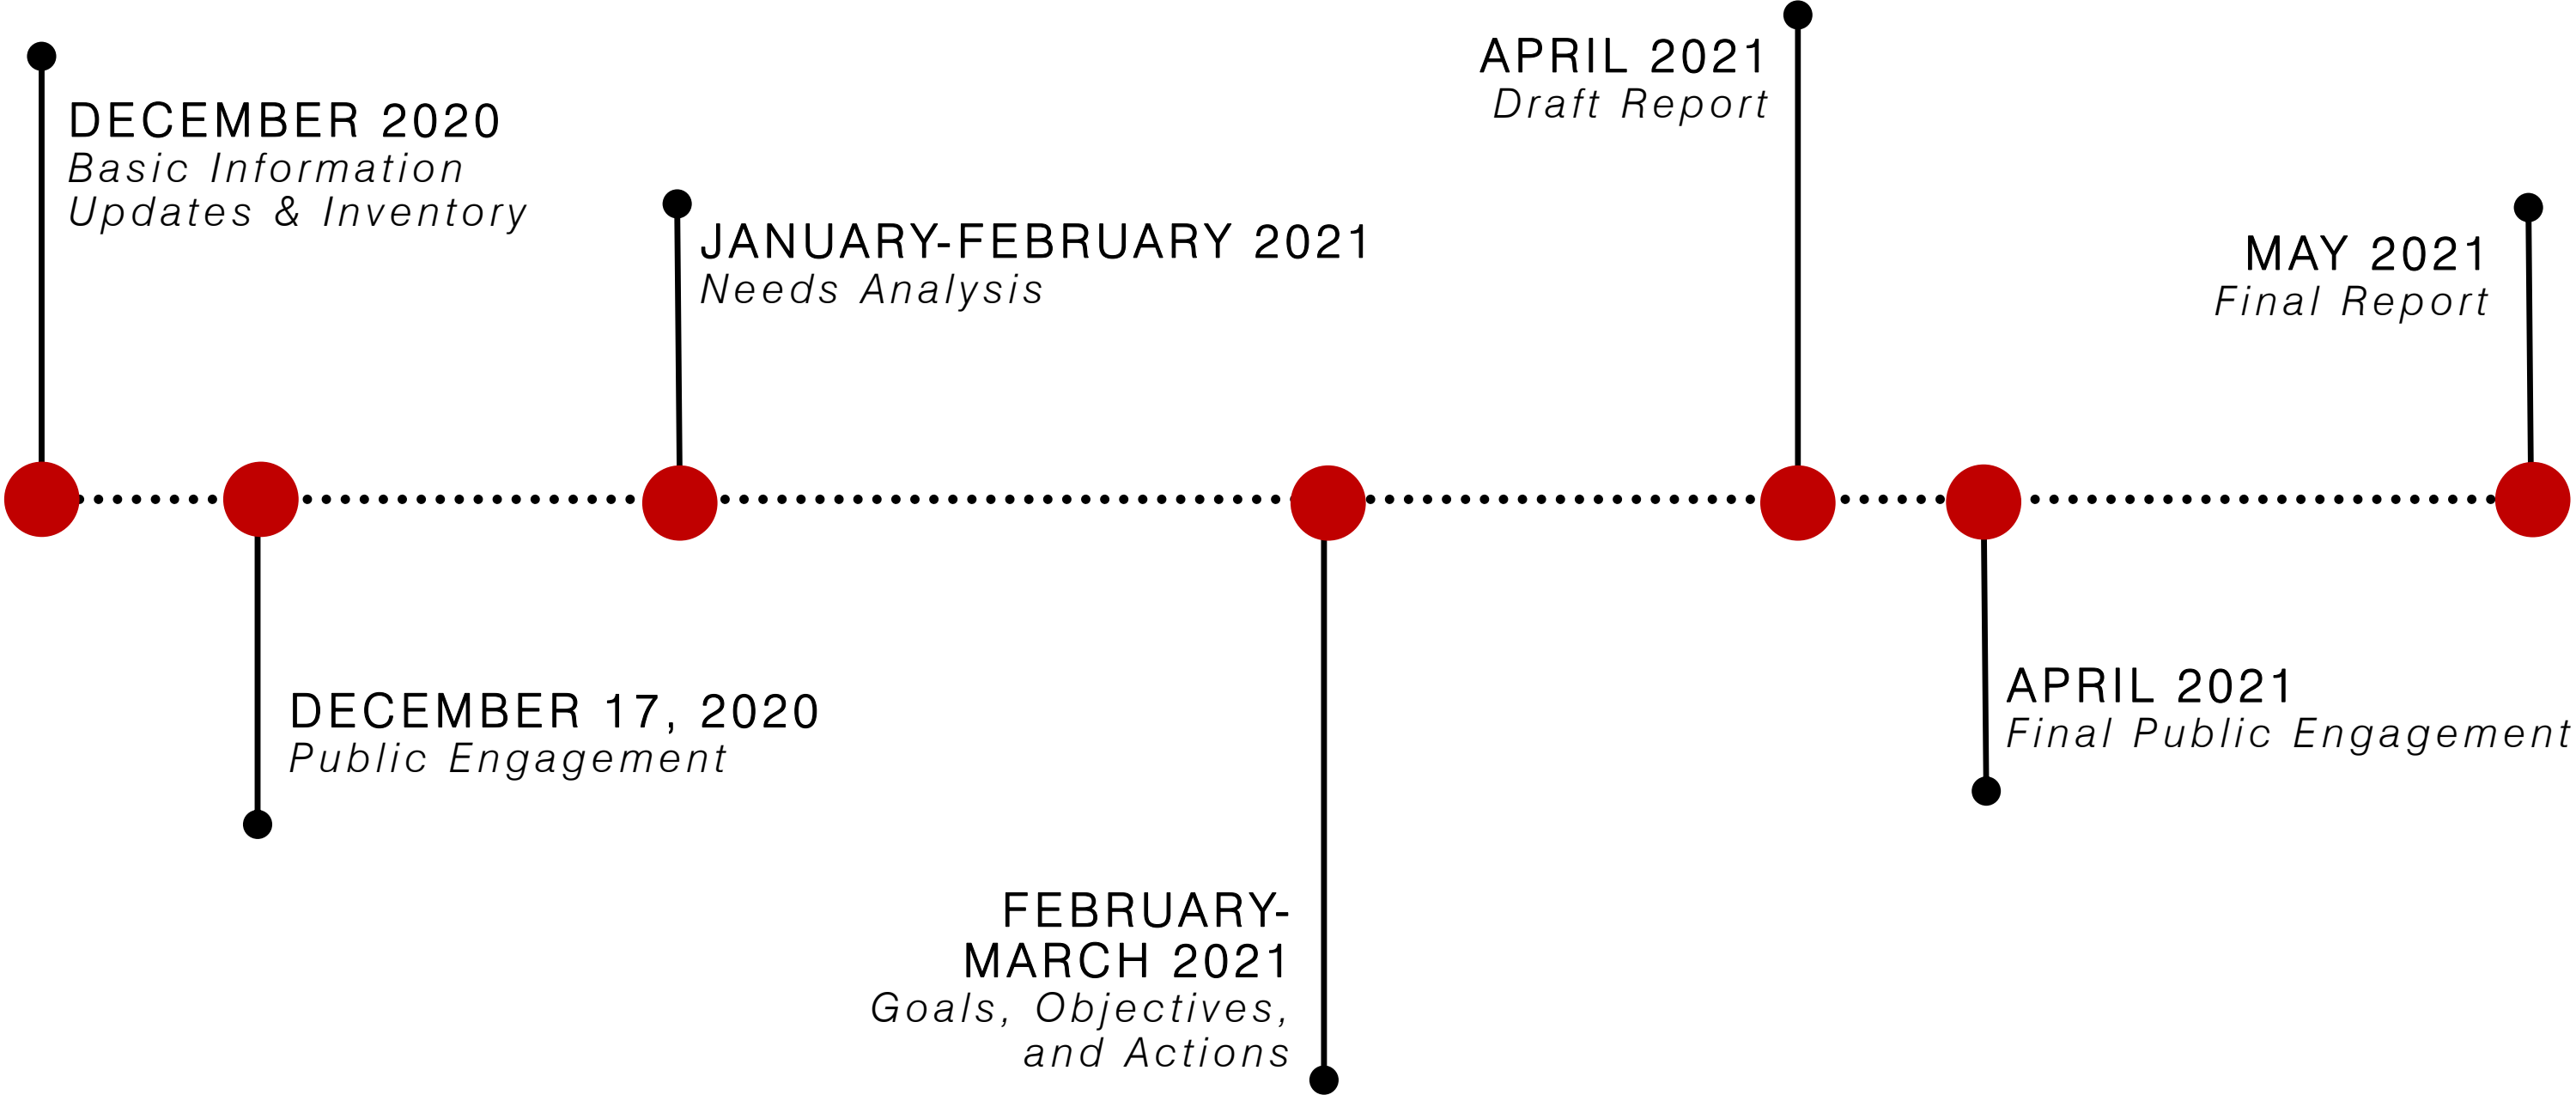 DECEMBER 2020
Basic Information
Updates & Inventory
DECEMBER 17, 2020
Public Engagement
JANUARY-FEBRUARY 2021
Needs Analysis
FEBRUARY-
MARCH 2021
Goals, Objectives,
and Actions
APRIL 2021
Draft Report
APRIL 2021
Final Public Engagement
MAY 2021
Final Report